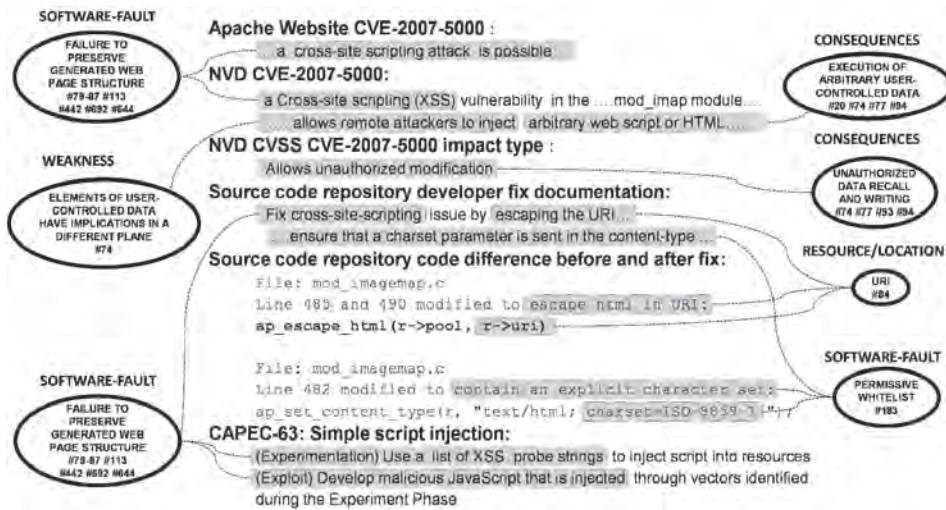 SOFTWARE-FAULT
FAILURE TO
PRESERVE
GENERATED WEB
PAGE STRUCTURE
#79-87 #113
#442 #692 #644
WEAKNESS
ELEMENTS OF USER-
CONTROLLED DATA
HAVE IMPLICATIONS IN A
DIFFERENT PLANE
#74
SOFTWARE-FAULT
FAILURE TO
PRESERVE
GENERATED WEB
PAGE STRUCTURE
#79-87 #113
#442 #692 #644
Apache Website CVE-2007-5000 :
... a cross-site scripting attack is possible ...
NVD CVE-2007-5000:
a Cross-site scripting (XSS) vulnerability in the ....mod_imap module....
.....allows remote attackers to inject arbitrary web script or HTML......
NVD CVSS CVE-2007-5000 impact type :
Allows unauthorized modification
Source code repository developer fix documentation:
Fix cross-site-scripting issue by escaping the URI....
....ensure that a charset parameter is sent in the content-type ...
Source code repository code difference before and after fix:
File: mod_imagemap.c
Line 485 and 490 modified to escape html in URI:
ap_escape_html(r->pool, r->uri)
File: mod_imagemap.c
Line 482 modified to contain an explicit character set:
ap_set_content_type(r, "text/html; charset=ISO-8859-1");
CAPEC-63: Simple script injection:
(Experimentation) Use a list of XSS probe strings to inject script into resources
(Exploit) Develop malicious JavaScript that is injected through vectors identified
during the Experiment Phase
CONSEQUENCES
EXECUTION OF
ARBITRARY USER-
CONTROLLED DATA
#20 #74 #77 #94
CONSEQUENCES
UNAUTHORIZED
DATA RECALL
AND WRITING
#74 #77 #93 #94
RESOURCE/LOCATION
URI
#84
SOFTWARE-FAULT
PERMISSIVE
WHITELIST
#183